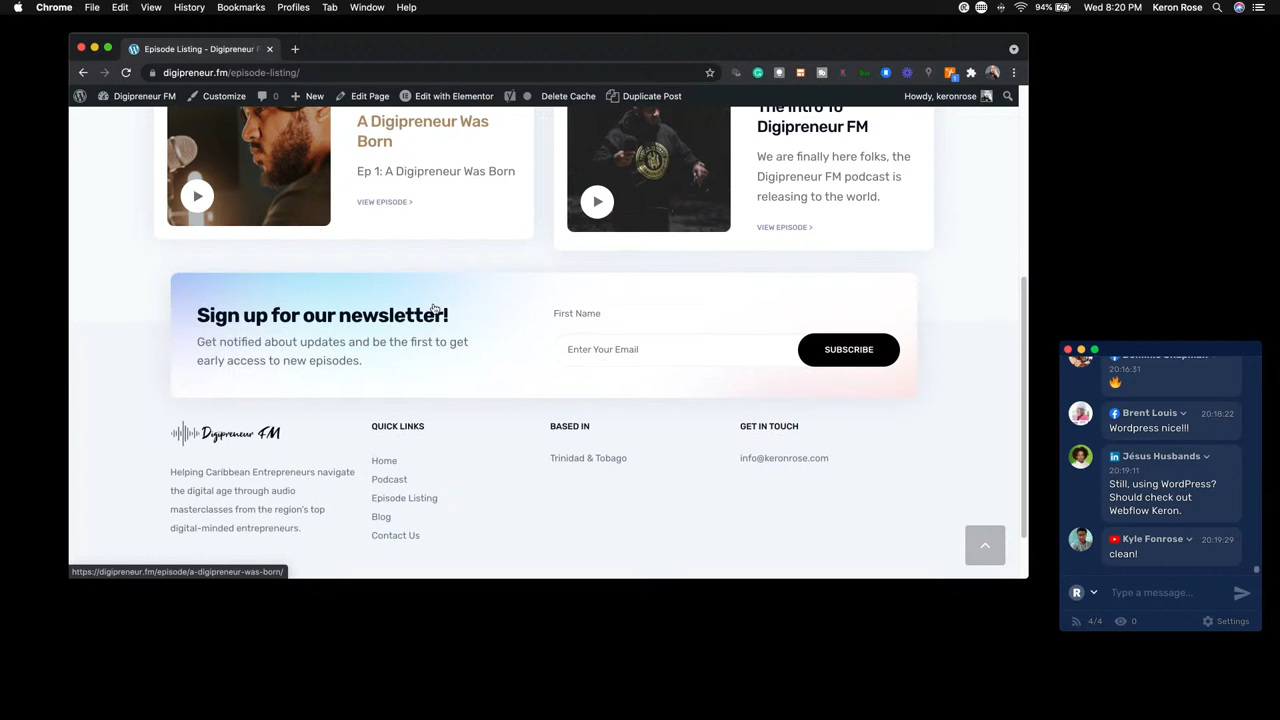 Chrome File Edit View History Bookmarks Profiles Tab Window Help 94% Wed 8:20 PM Keron Rose
Episode Listing - Digipreneur F
digipreneur.fm/episode-listing/
Digipreneur FM Customize 0 New Edit Page Edit with Elementor Delete Cache Duplicate Post Howdy, keronrose
A Digipreneur Was
Born
Ep 1: A Digipreneur Was Born
VIEW EPISODE >
The Intro To
Digipreneur FM
We are finally here folks, the
Digipreneur FM podcast is
releasing to the world.
VIEW EPISODE >
Sign up for our newsletter!
Get notified about updates and be the first to get
early access to new episodes.
First Name
Enter Your Email
SUBSCRIBE
Digipreneur FM
Helping Caribbean Entrepreneurs navigate
the digital age through audio
masterclasses from the region's top
digital-minded entrepreneurs.
QUICK LINKS
Home
Podcast
Episode Listing
Blog
Contact Us
BASED IN
Trinidad & Tobago
GET IN TOUCH
info@keronrose.com
https://digipreneur.fm/episode/a-digipreneur-was-born/
20:16:31
Brent Louis 20:18:22
Wordpress nice!!!
Jésus Husbands
20:19:11
Still, using WordPress?
Should check out
Webflow Keron.
Kyle Fonrose 20:19:29
clean!
R Type a message...
4/4 0 Settings